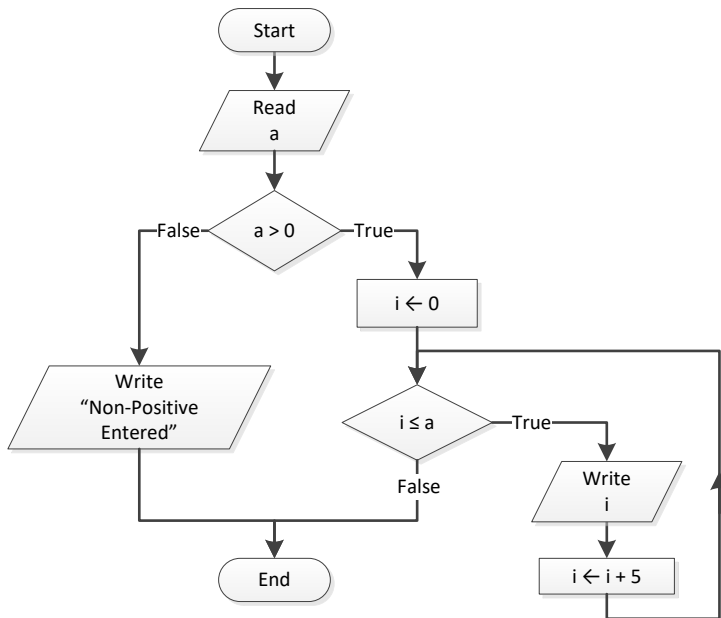 Start
Read
a
a > 0
False
True
i ← 0
Write
“Non-Positive
Entered”
i ≤ a
True
False
Write
i
i ← i + 5
End